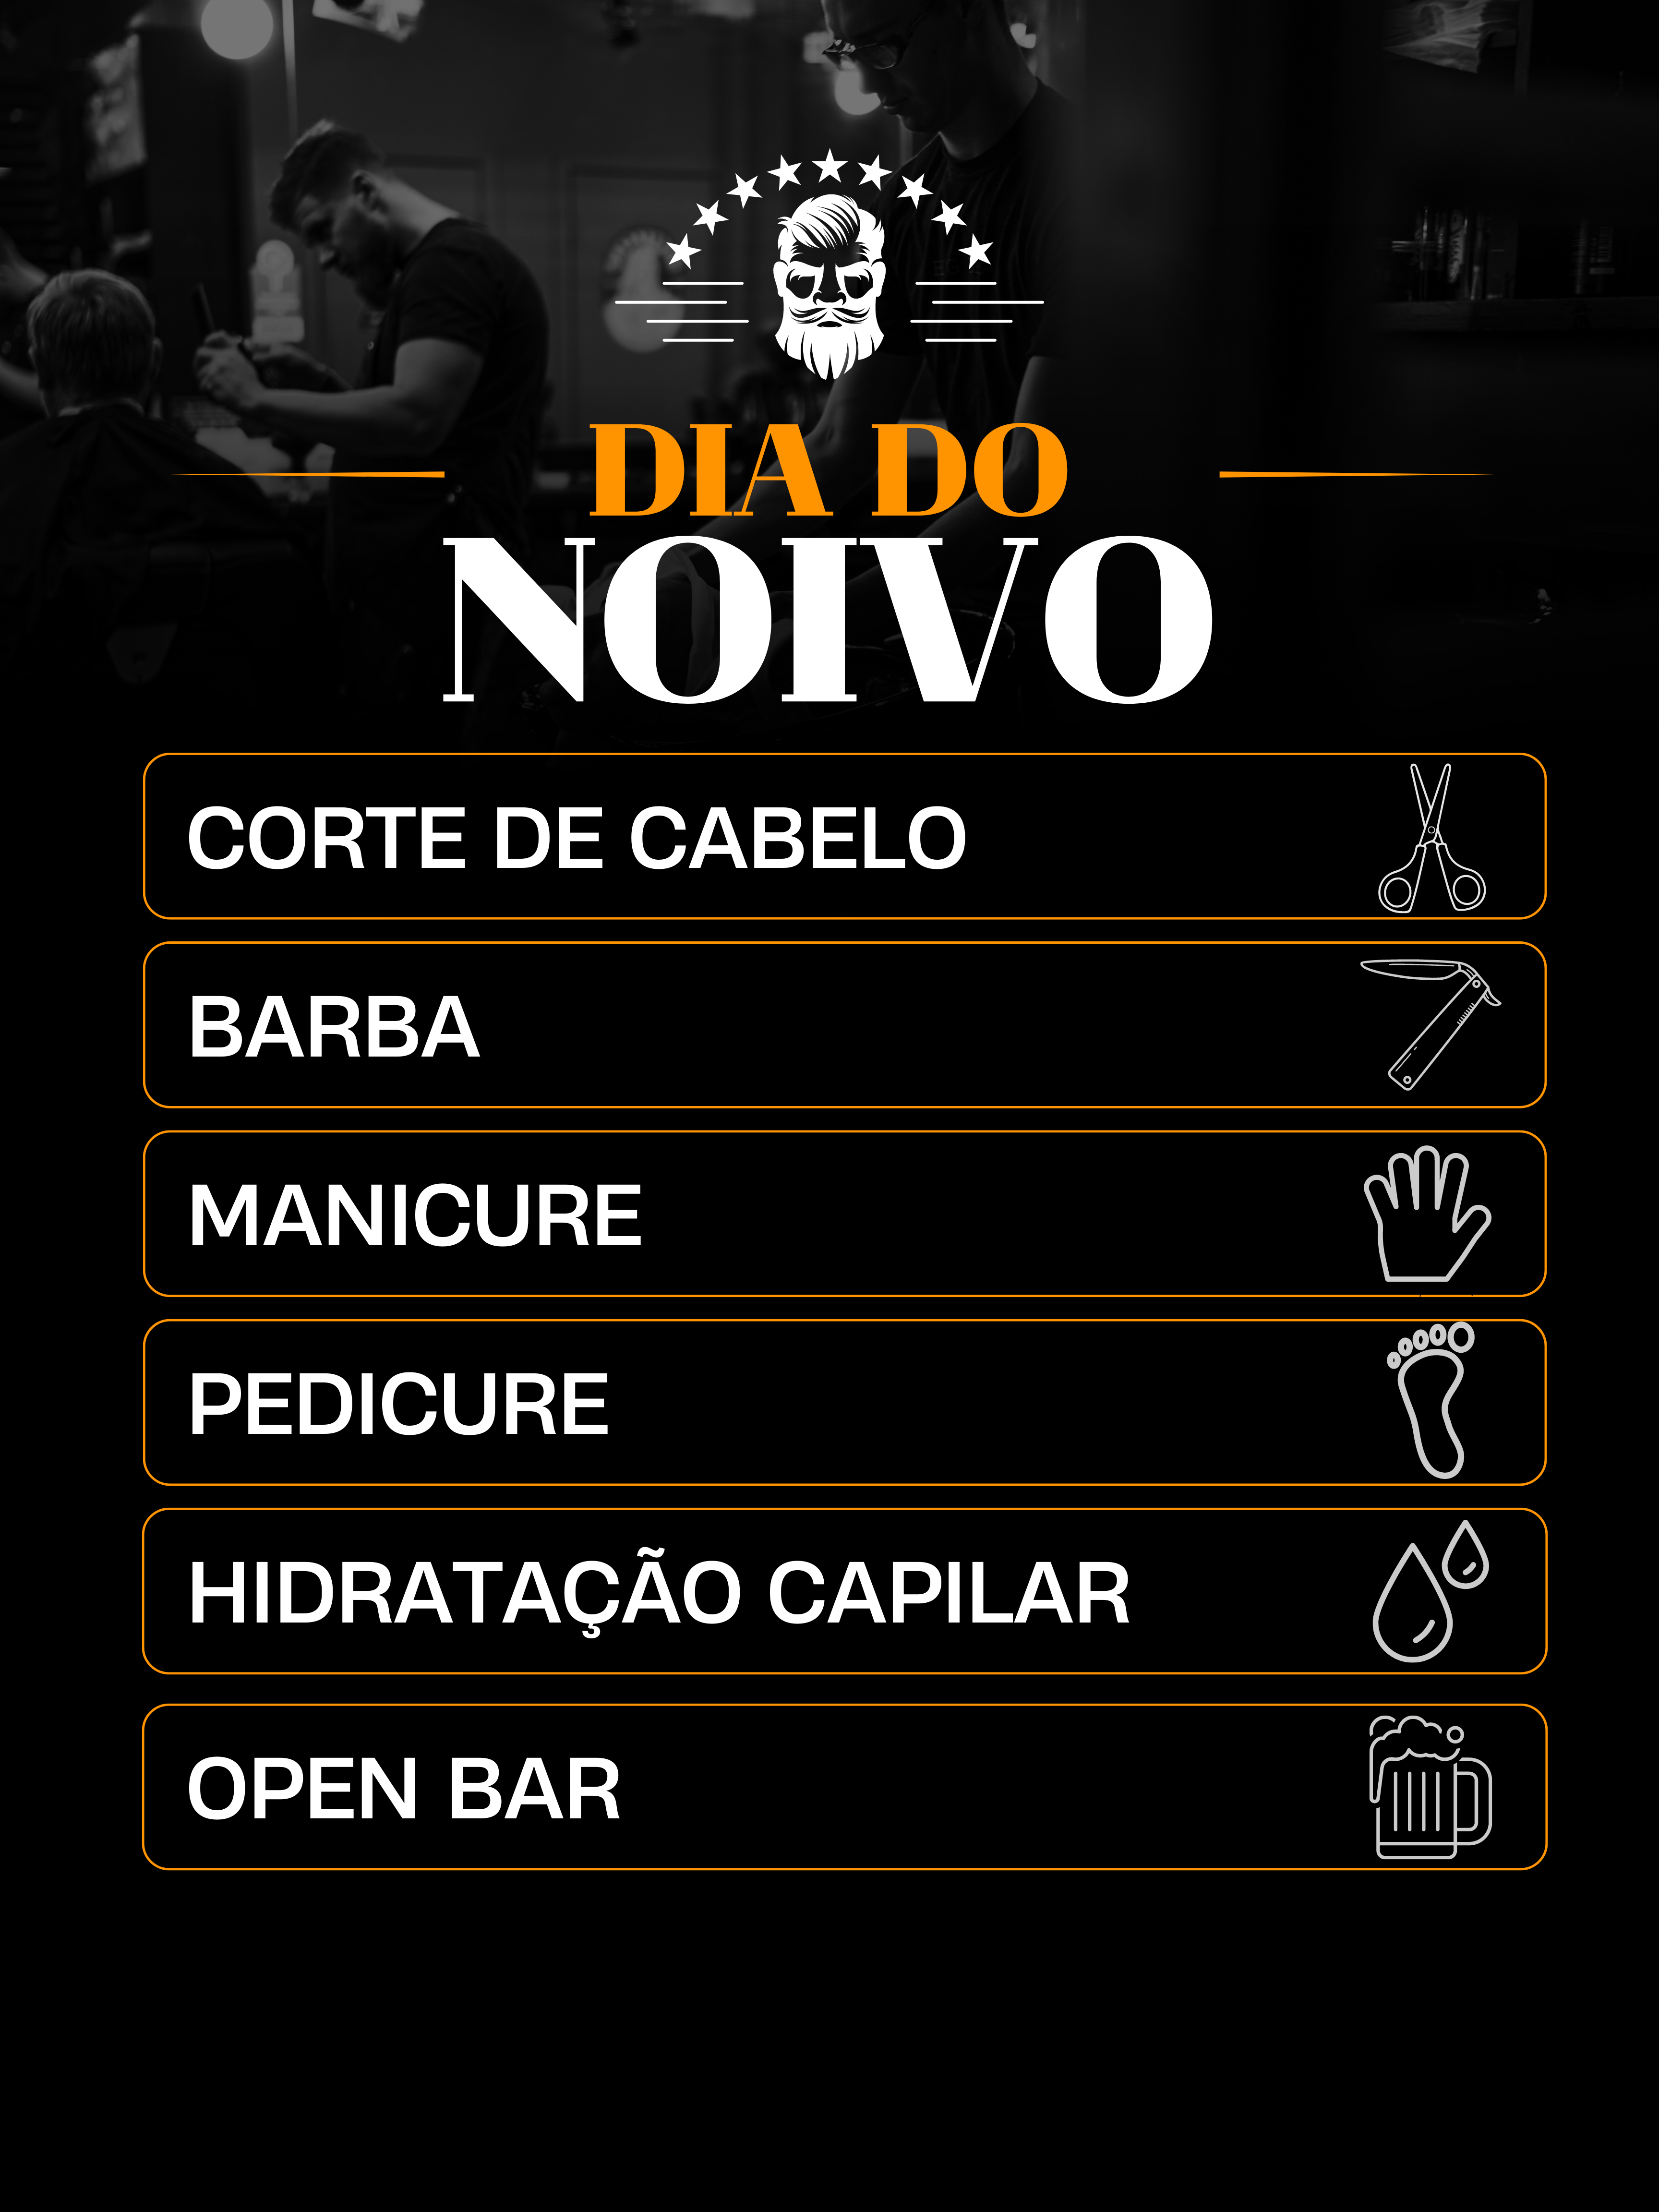 DIA DO
NOIVO
CORTE DE CABELO
BARBA
MANICURE
PEDICURE
HIDRATAÇÃO CAPILAR
OPEN BAR